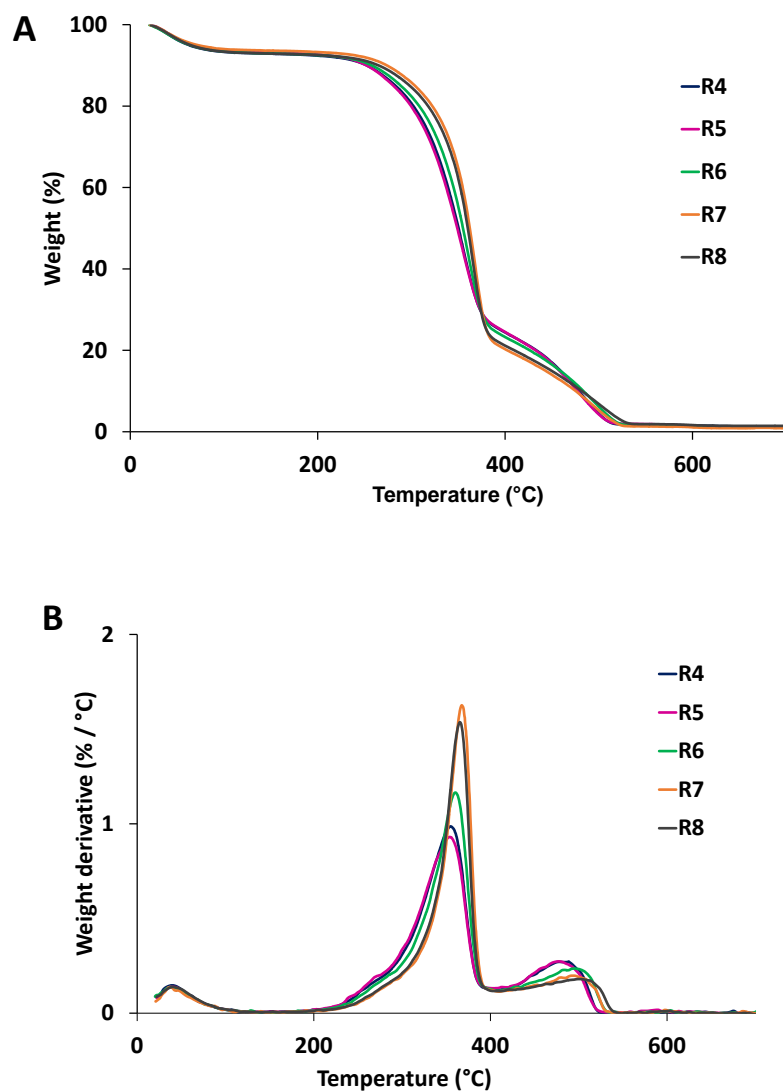 A
100
80
60
40
20
0
Weight (%)
0
200
400
600
Temperature (°C)
R4
R5
R6
R7
R8
B
2
1
0
Weight derivative (% / °C)
0
200
400
600
Temperature (°C)
R4
R5
R6
R7
R8